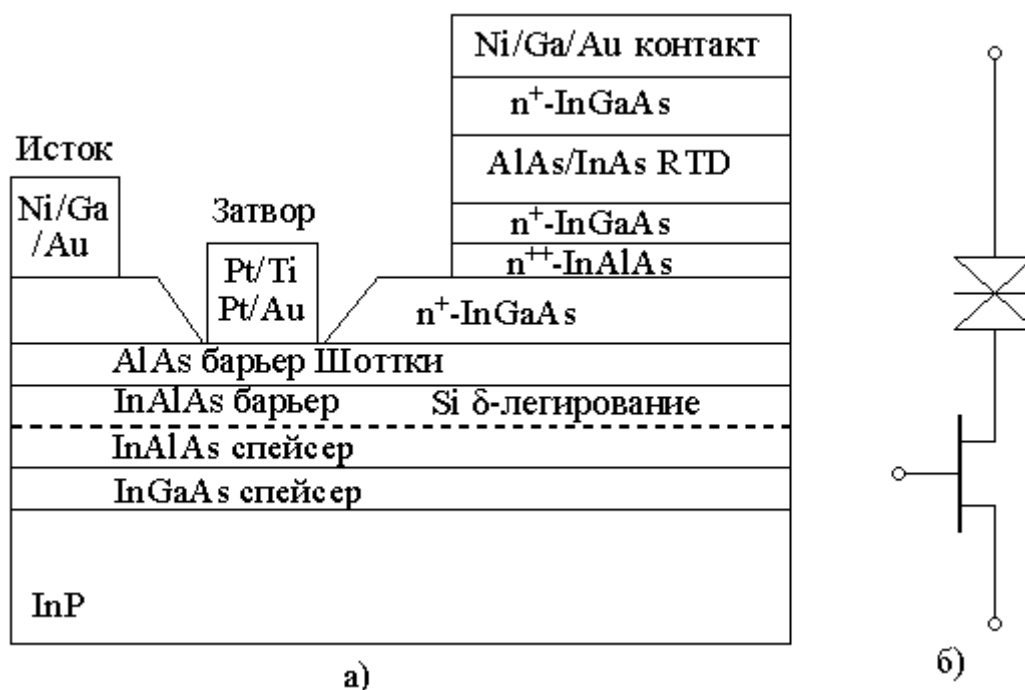 Ni/Ga/Au контакт
n⁺-InGaAs
Исток
AlAs/InAs RTD
Ni/Ga
/Au
Затвор
n⁺-InGaAs
Pt/Ti
Pt/Au
n⁺⁺-InAlAs
n⁺-InGaAs
AlAs барьер Шоттки
InAlAs барьер Si δ-легирование
InAlAs спейсер
InGaAs спейсер
InP
а)
б)